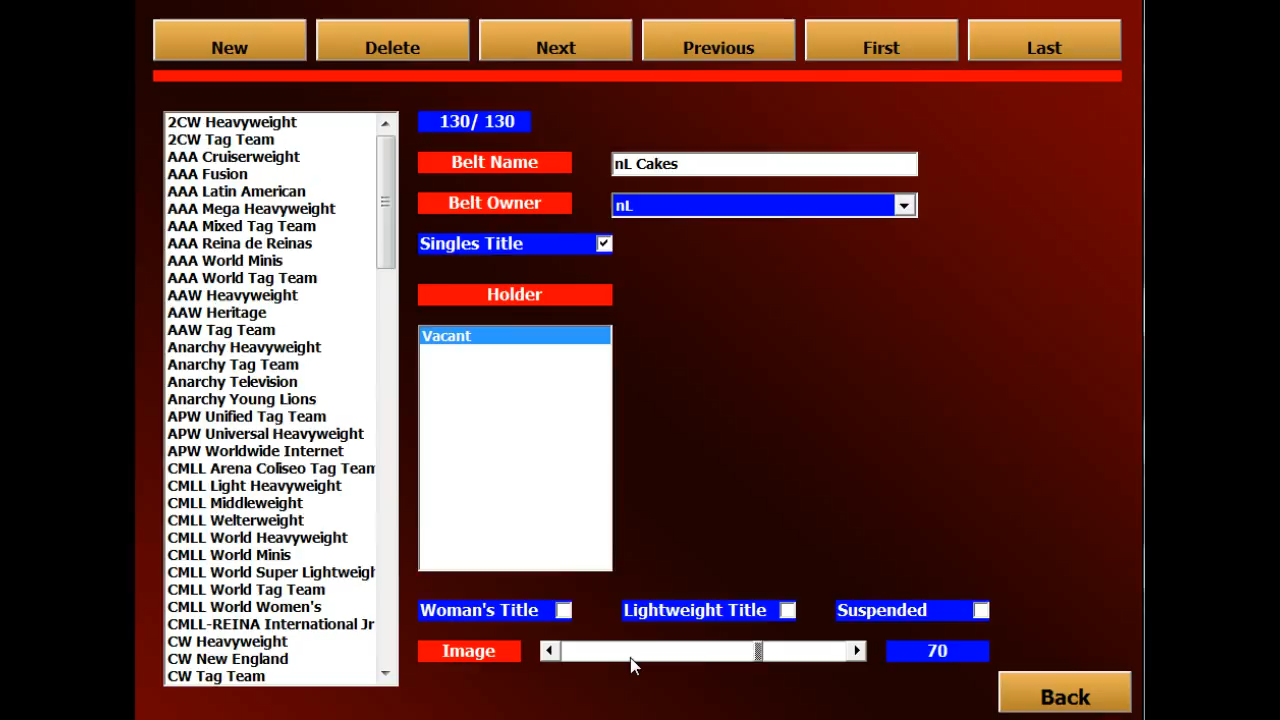 New
Delete
Next
Previous
First
Last
2CW Heavyweight
2CW Tag Team
AAA Cruiserweight
AAA Fusion
AAA Latin American
AAA Mega Heavyweight
AAA Mixed Tag Team
AAA Reina de Reinas
AAA World Minis
AAA World Tag Team
AAW Heavyweight
AAW Heritage
AAW Tag Team
Anarchy Heavyweight
Anarchy Tag Team
Anarchy Television
Anarchy Young Lions
APW Unified Tag Team
APW Universal Heavyweight
APW Worldwide Internet
CMLL Arena Coliseo Tag Team
CMLL Light Heavyweight
CMLL Middleweight
CMLL Welterweight
CMLL World Heavyweight
CMLL World Minis
CMLL World Super Lightweigh
CMLL World Tag Team
CMLL World Women's
CMLL-REINA International Jr
CW Heavyweight
CW New England
CW Tag Team
130/ 130
Belt Name
nL Cakes
Belt Owner
nL
Singles Title
Holder
Vacant
Woman's Title
Lightweight Title
Suspended
Image
70
Back